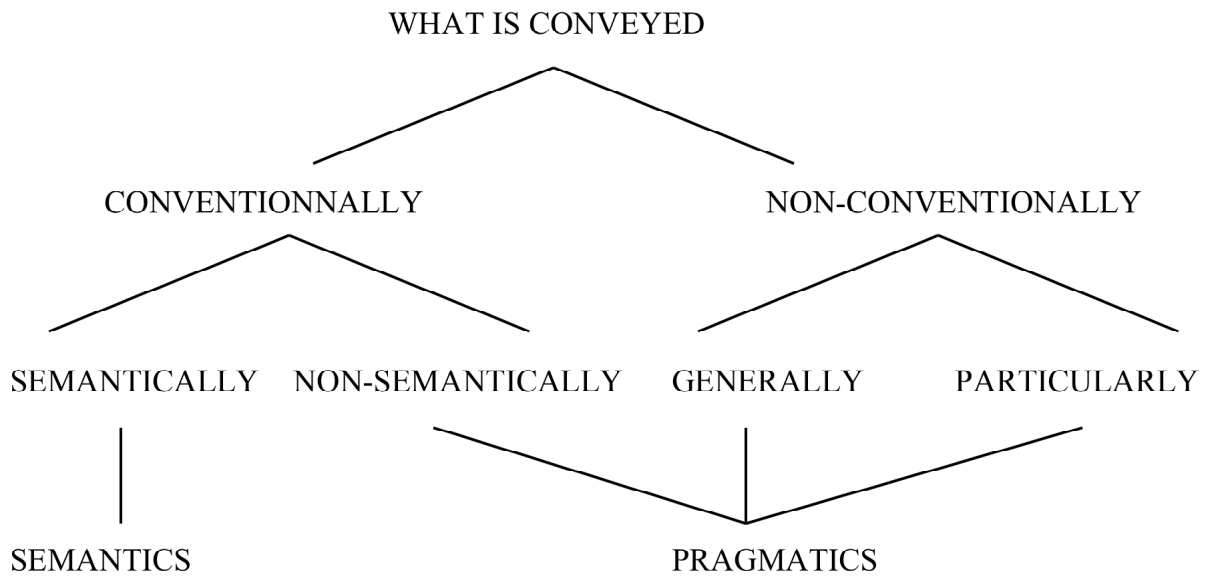 WHAT IS CONVEYED
CONVENTIONNALLY NON-CONVENTIONALLY
SEMANTICALLY NON-SEMANTICALLY GENERALLY PARTICULARLY
SEMANTICS PRAGMATICS